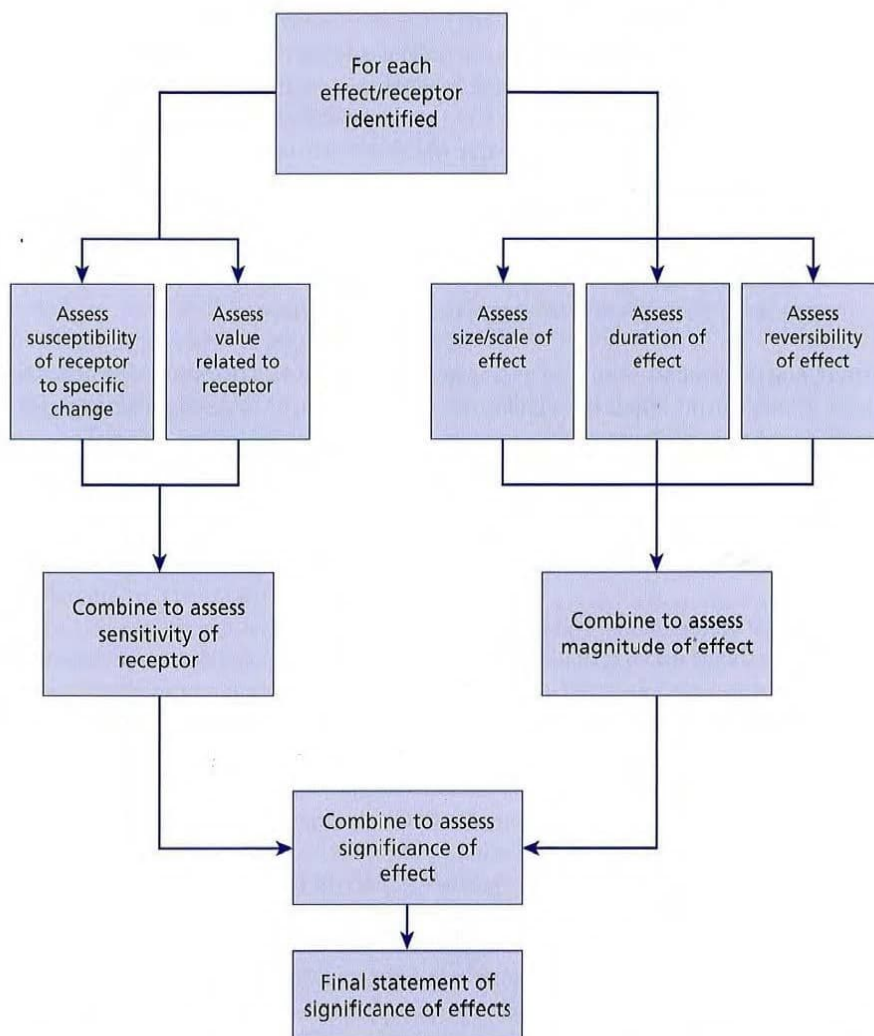 For each
effect/receptor
identified
Assess
susceptibility
of receptor
to specific
change
Assess
value
related to
receptor
Assess
size/scale of
effect
Assess
duration of
effect
Assess
reversibility
of effect
Combine to assess
sensitivity of
receptor
Combine to assess
magnitude of effect
Combine to assess
significance of
effect
Final statement of
significance of effects